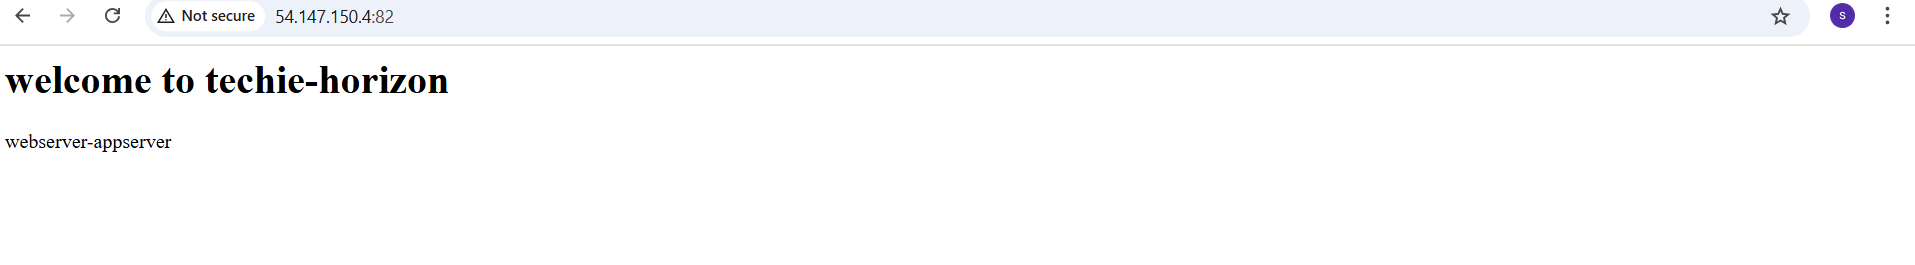 Not secure 54.147.150.4:82 s
welcome to techie-horizon
webserver-appserver